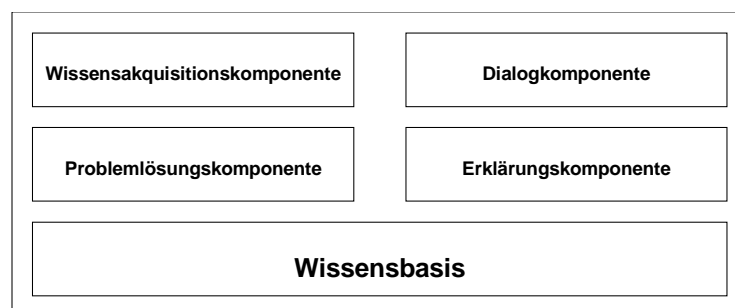 Wissensakquisitionskomponente
Dialogkomponente
Problemlösungskomponente
Erklärungskomponente
Wissensbasis